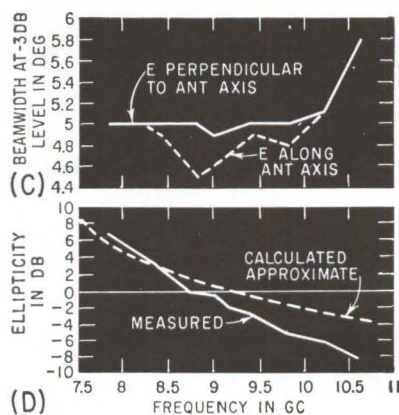 BEAMWIDTH AT-3DB
LEVEL IN DEG
6
5.8
5.6
5.4
5.2
5
4.8
4.6
4.4
E PERPENDICULAR
TO ANT AXIS
E ALONG
ANT AXIS
(C)
ELLIPTICITY
IN DB
10
8
6
4
2
0
-2
-4
-6
-8
-10
CALCULATED
APPROXIMATE
MEASURED
(D)
7.5
8
8.5
9
9.5
10
10.5
11
FREQUENCY IN GC